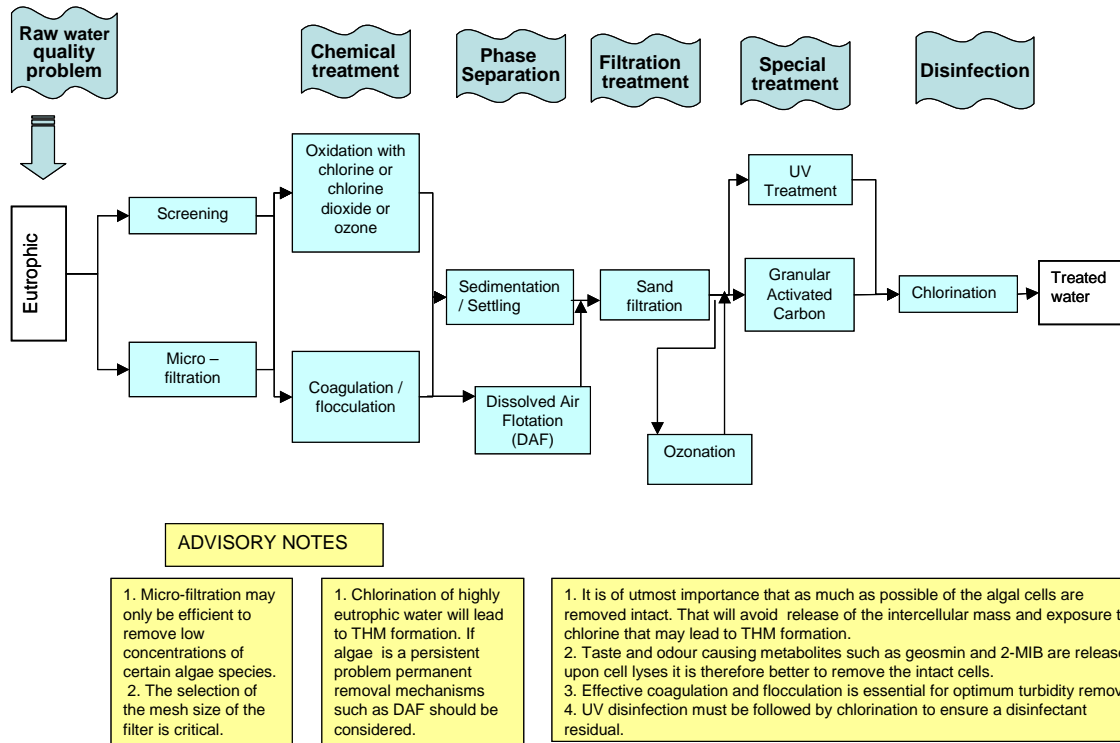 Raw water
quality
problem
Chemical
treatment
Phase
Separation
Filtration
treatment
Special
treatment
Disinfection
Eutrophic
Screening
Micro –
filtration
Oxidation with
chlorine or
chlorine
dioxide or
ozone
Coagulation /
flocculation
Sedimentation
/ Settling
Dissolved Air
Flotation
(DAF)
Sand
filtration
Ozonation
UV
Treatment
Granular
Activated
Carbon
Chlorination
Treated
water
ADVISORY NOTES
1. Micro-filtration may
only be efficient to
remove low
concentrations of
certain algae species.
2. The selection of
the mesh size of the
filter is critical.
1. Chlorination of highly
eutrophic water will lead
to THM formation. If
algae is a persistent
problem permanent
removal mechanisms
such as DAF should be
considered.
1. It is of utmost importance that as much as possible of the algal cells are
removed intact. That will avoid release of the intercellular mass and exposure t
chlorine that may lead to THM formation.
2. Taste and odour causing metabolites such as geosmin and 2-MIB are release
upon cell lyses it is therefore better to remove the intact cells.
3. Effective coagulation and flocculation is essential for optimum turbidity remov
4. UV disinfection must be followed by chlorination to ensure a disinfectant
residual.